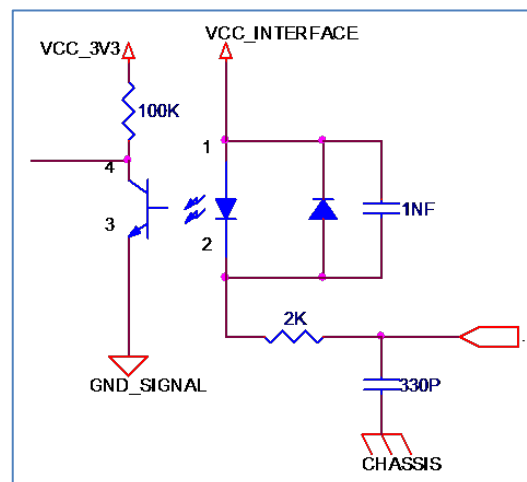 VCC_INTERFACE
VCC_3V3
100K
1
4
3
1NF
2
2K
GND_SIGNAL
330P
CHASSIS